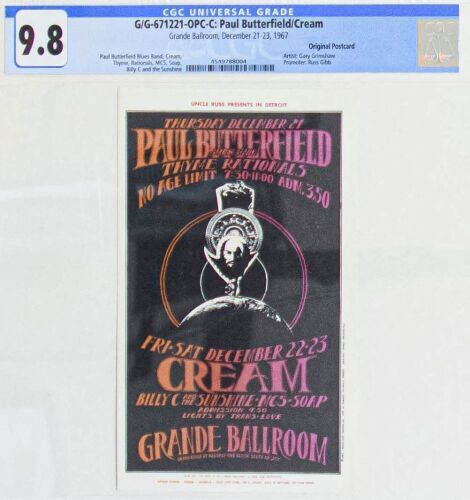 CGC UNIVERSAL GRADE
9.8
G/G-671221-OPC-C: Paul Butterfield/Cream
Grande Ballroom, December 21-23, 1967
Original Postcard
Paul Butterfield Blues Band, Cream,
Thyme, Rationals, MC5, Soap,
Billy C and the Sunshine
4549788004
Artist: Gary Grimshaw
Promoter: Russ Gibb
UNCLE RUSS PRESENTS IN DETROIT
THURSDAY DECEMBER 21
PAUL BUTTERFIELD
BLUES BAND
THYME RATIONALS
NO AGE LIMIT 7:30-11:00 ADM. 3.50
FRI-SAT DECEMBER 22-23
CREAM
BILLY C AND THE SUNSHINE·MC5·SOAP
ADMISSION 4.50
LIGHTS BY TRANS-LOVE
GRANDE BALLROOM